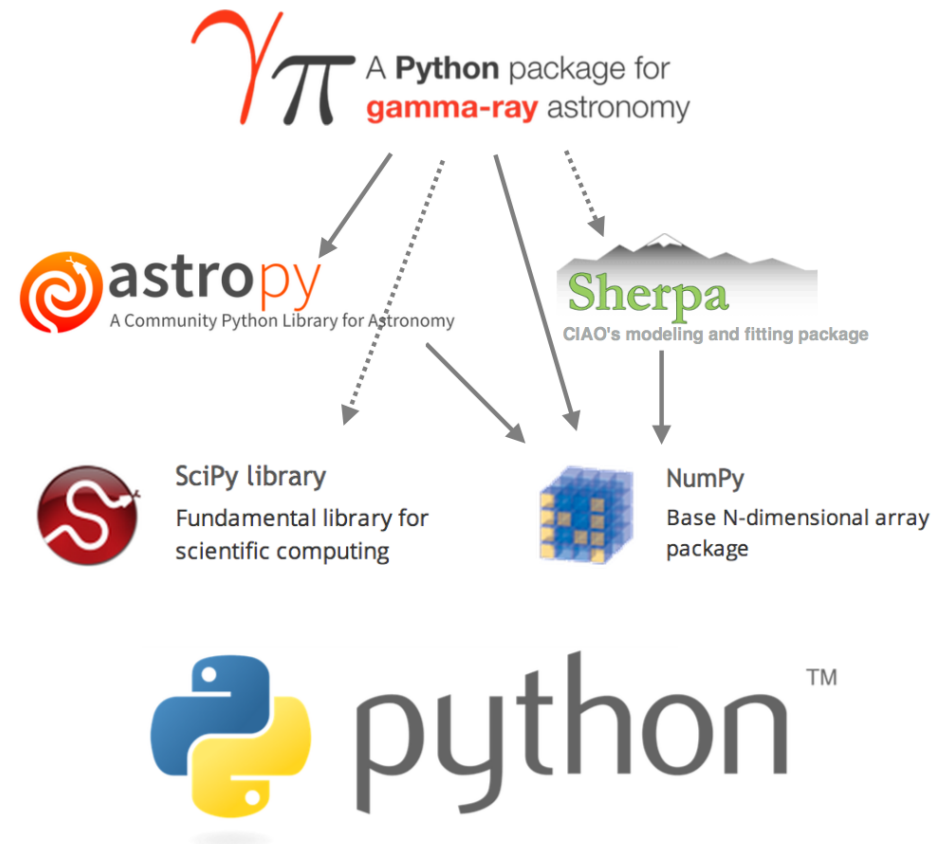 γπ A Python package for
gamma-ray astronomy
astropy
A Community Python Library for Astronomy
Sherpa
CIAO's modeling and fitting package
SciPy library
Fundamental library for
scientific computing
NumPy
Base N-dimensional array
package
python™